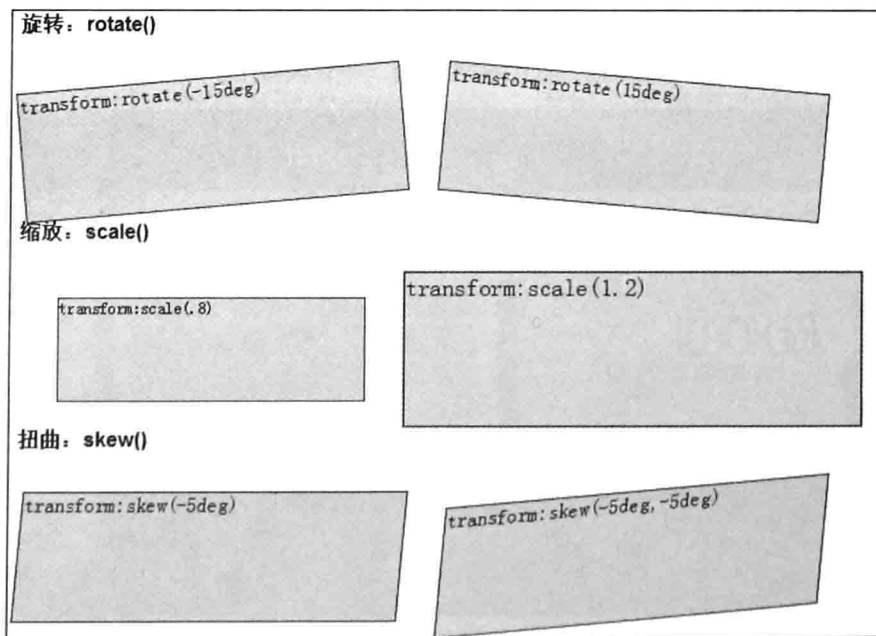 旋转：rotate()
transform:rotate(-15deg)
transform:rotate(15deg)
缩放：scale()
transform:scale(.8)
transform:scale(1.2)
扭曲：skew()
transform:skew(-5deg)
transform:skew(-5deg,-5deg)